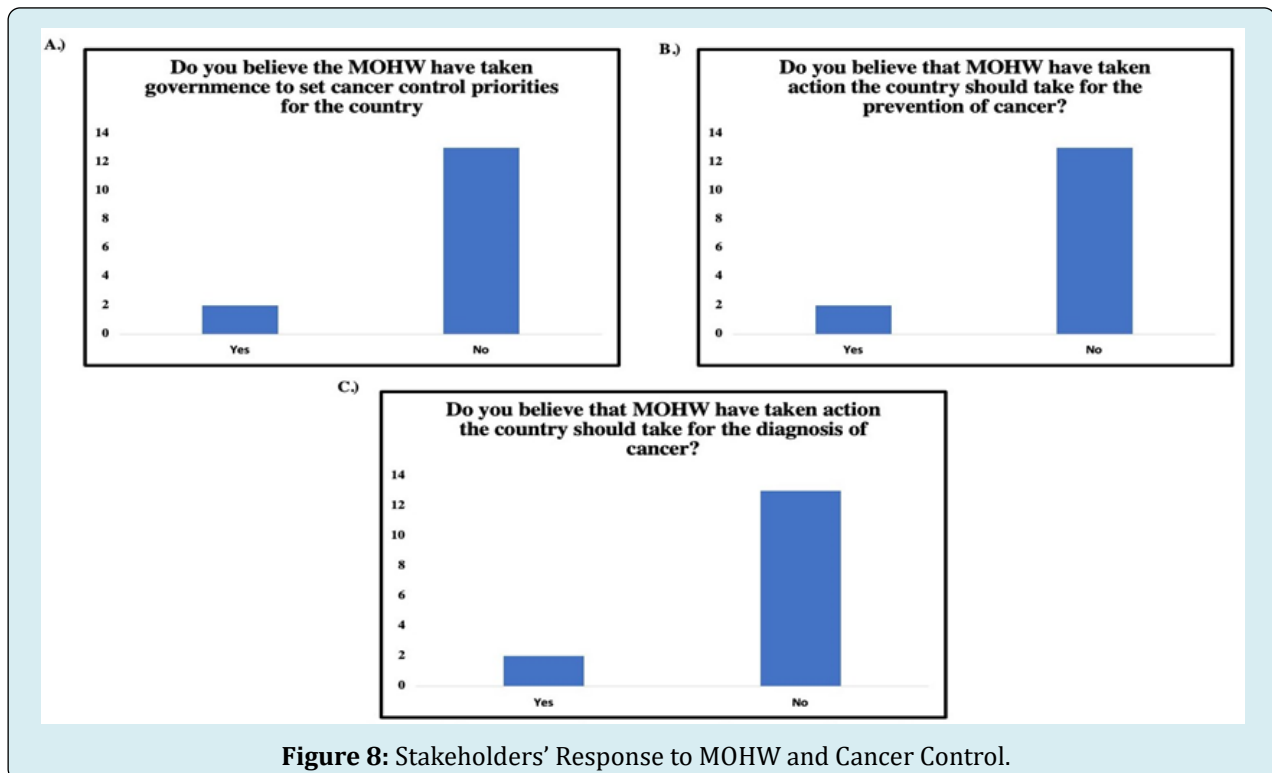 A.)
Do you believe the MOHW have taken
governmence to set cancer control priorities
for the country
14
12
10
8
6
4
2
0
Yes No
B.)
Do you believe that MOHW have taken
action the country should take for the
prevention of cancer?
14
12
10
8
6
4
2
0
Yes No
C.)
Do you believe that MOHW have taken action
the country should take for the diagnosis of
cancer?
14
12
10
8
6
4
2
0
Yes No
Figure 8: Stakeholders’ Response to MOHW and Cancer Control.